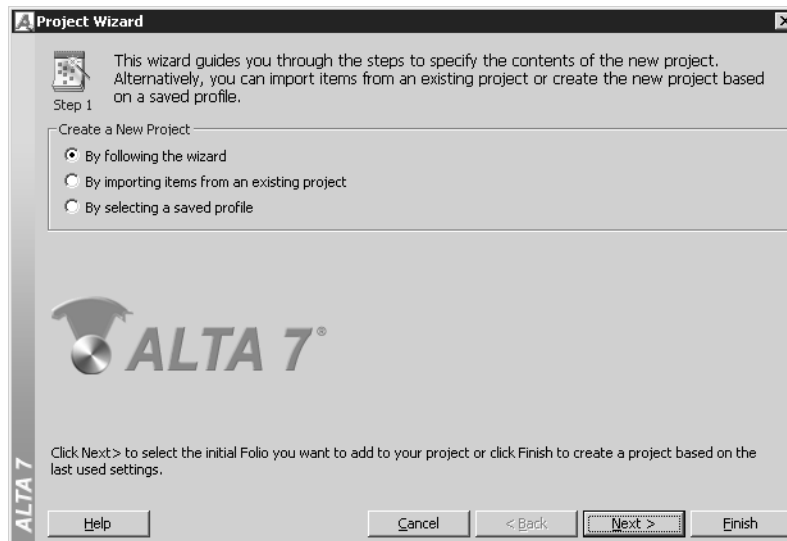 Project Wizard
This wizard guides you through the steps to specify the contents of the new project.
Alternatively, you can import items from an existing project or create the new project based
on a saved profile.
Step 1
Create a New Project
By following the wizard
By importing items from an existing project
By selecting a saved profile
ALTA 7®
Click Next> to select the initial Folio you want to add to your project or click Finish to create a project based on the
last used settings.
ALTA 7
Help
Cancel
< Back
Next >
Finish